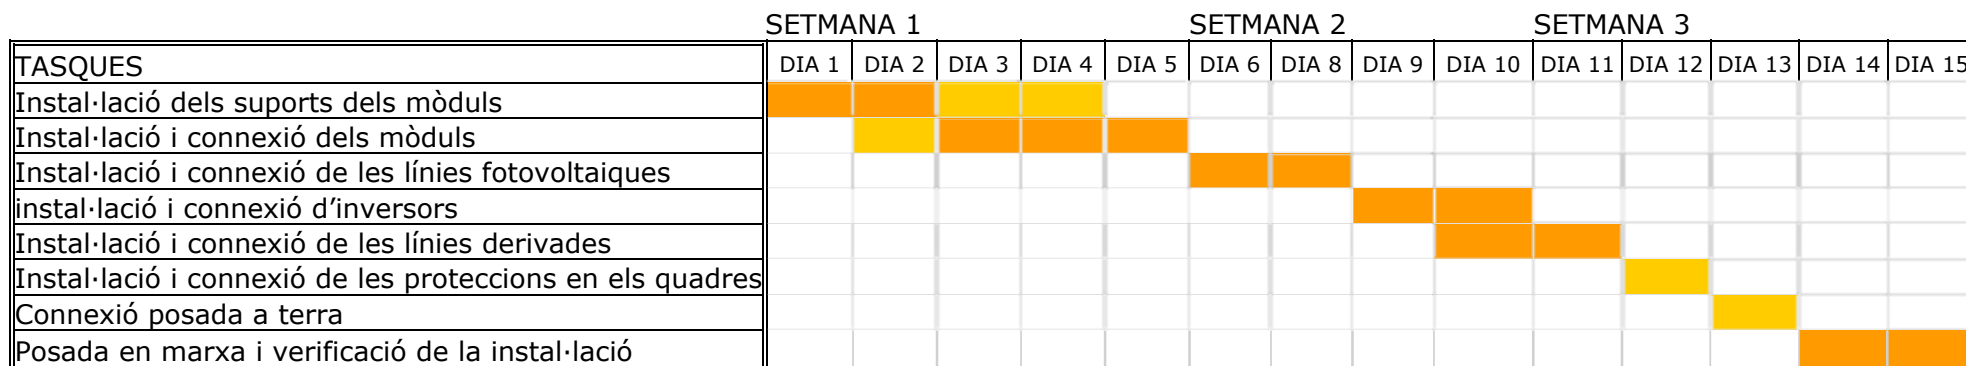 SETMANA 1 SETMANA 2 SETMANA 3
TASQUES DIA 1 DIA 2 DIA 3 DIA 4 DIA 5 DIA 6 DIA 8 DIA 9 DIA 10 DIA 11 DIA 12 DIA 13 DIA 14 DIA 15
Instal·lació dels suports dels mòduls
Instal·lació i connexió dels mòduls
Instal·lació i connexió de les línies fotovoltaiques
instal·lació i connexió d’inversors
Instal·lació i connexió de les línies derivades
Instal·lació i connexió de les proteccions en els quadres
Connexió posada a terra
Posada en marxa i verificació de la instal·lació